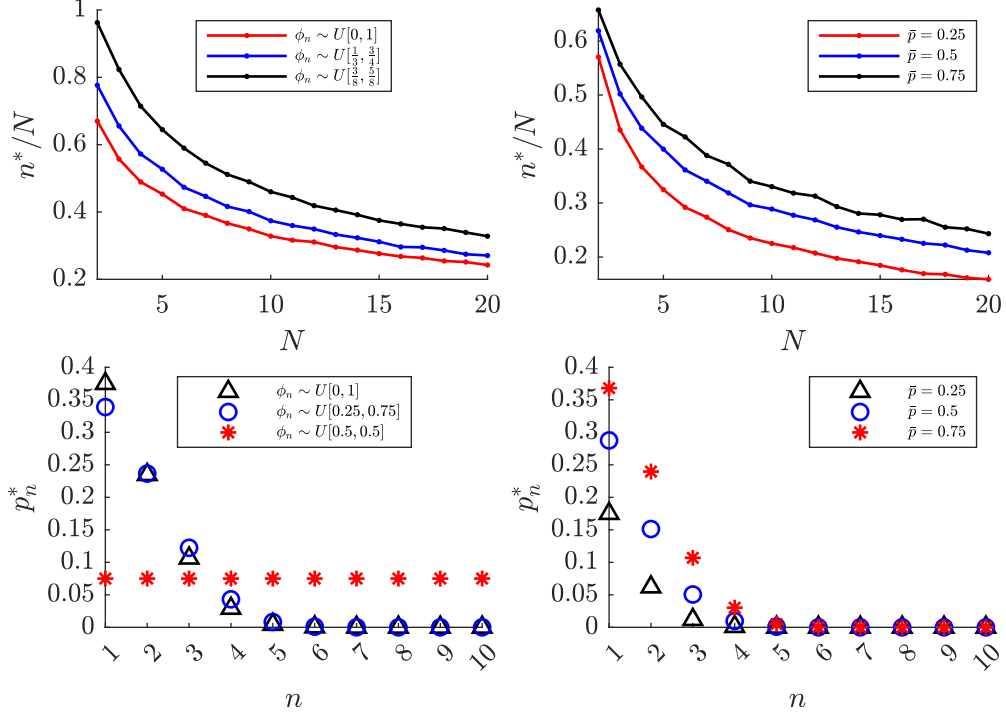 1
0.8
0.6
0.4
0.2
n*/N
ϕₙ ∼ U[0, 1]
ϕₙ ∼ U[1/3, 3/4]
ϕₙ ∼ U[3/8, 5/8]
5 10 15 20
N
0.6
0.5
0.4
0.3
0.2
n*/N
p̄ = 0.25
p̄ = 0.5
p̄ = 0.75
5 10 15 20
N
0.4
0.35
0.3
0.25
0.2
0.15
0.1
0.05
0
p*ₙ
ϕₙ ∼ U[0, 1]
ϕₙ ∼ U[0.25, 0.75]
ϕₙ ∼ U[0.5, 0.5]
1 2 3 4 5 6 7 8 9 10
n
0.4
0.35
0.3
0.25
0.2
0.15
0.1
0.05
0
p*ₙ
p̄ = 0.25
p̄ = 0.5
p̄ = 0.75
1 2 3 4 5 6 7 8 9 10
n